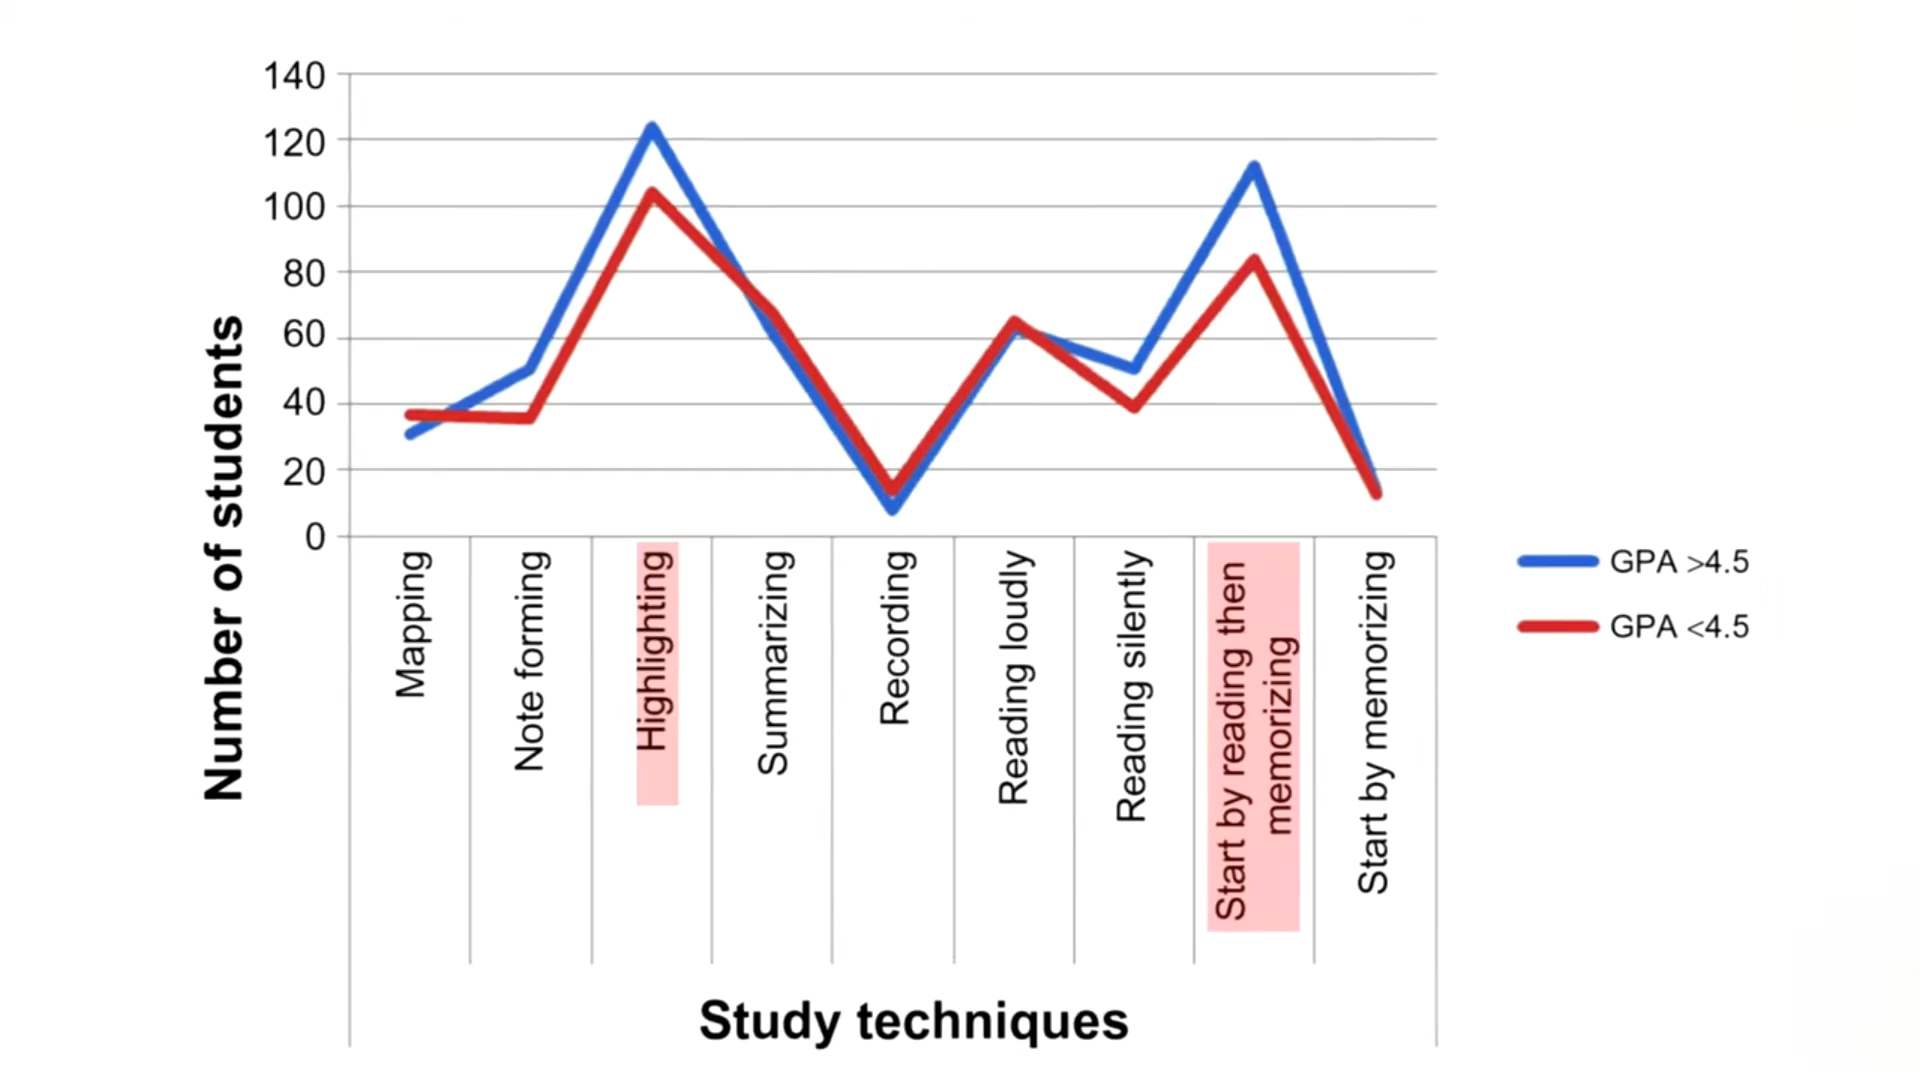 140
120
100
80
60
40
20
0
Number of students
Mapping
Note forming
Highlighting
Summarizing
Recording
Reading loudly
Reading silently
Start by reading then
memorizing
Start by memorizing
Study techniques
GPA >4.5
GPA <4.5